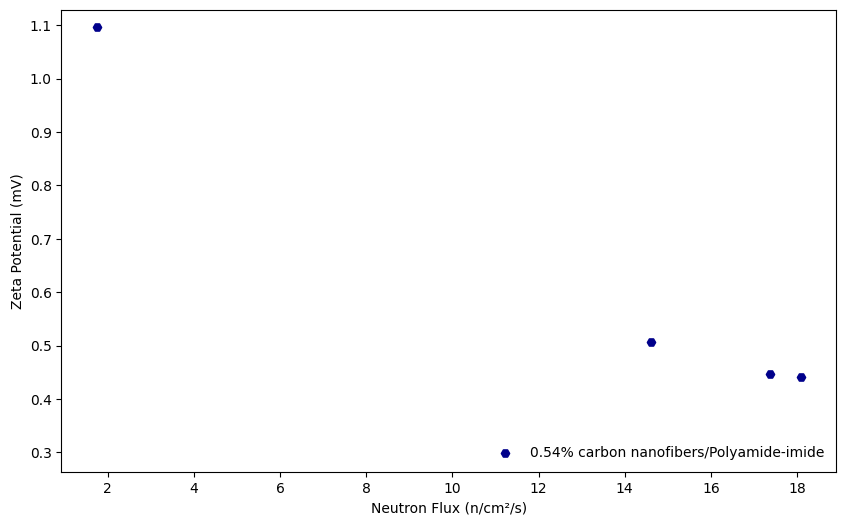 1.1
1.0
0.9
0.8
0.7
0.6
0.5
0.4
0.3
Zeta Potential (mV)
0.54% carbon nanofibers/Polyamide-imide
2 4 6 8 10 12 14 16 18
Neutron Flux (n/cm²/s)